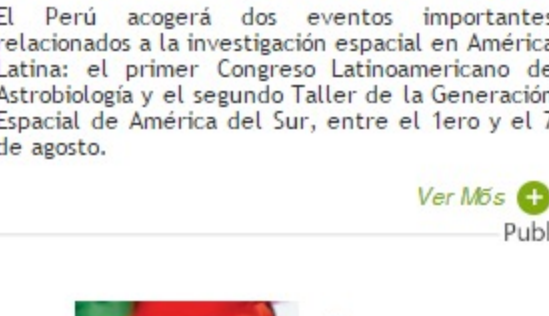 El Perú acogerá dos eventos importantes
relacionados a la investigación espacial en América
Latina: el primer Congreso Latinoamericano de
Astrobiología y el segundo Taller de la Generación
Espacial de América del Sur, entre el 1ero y el 7
de agosto.
Ver Mõs +
Publ